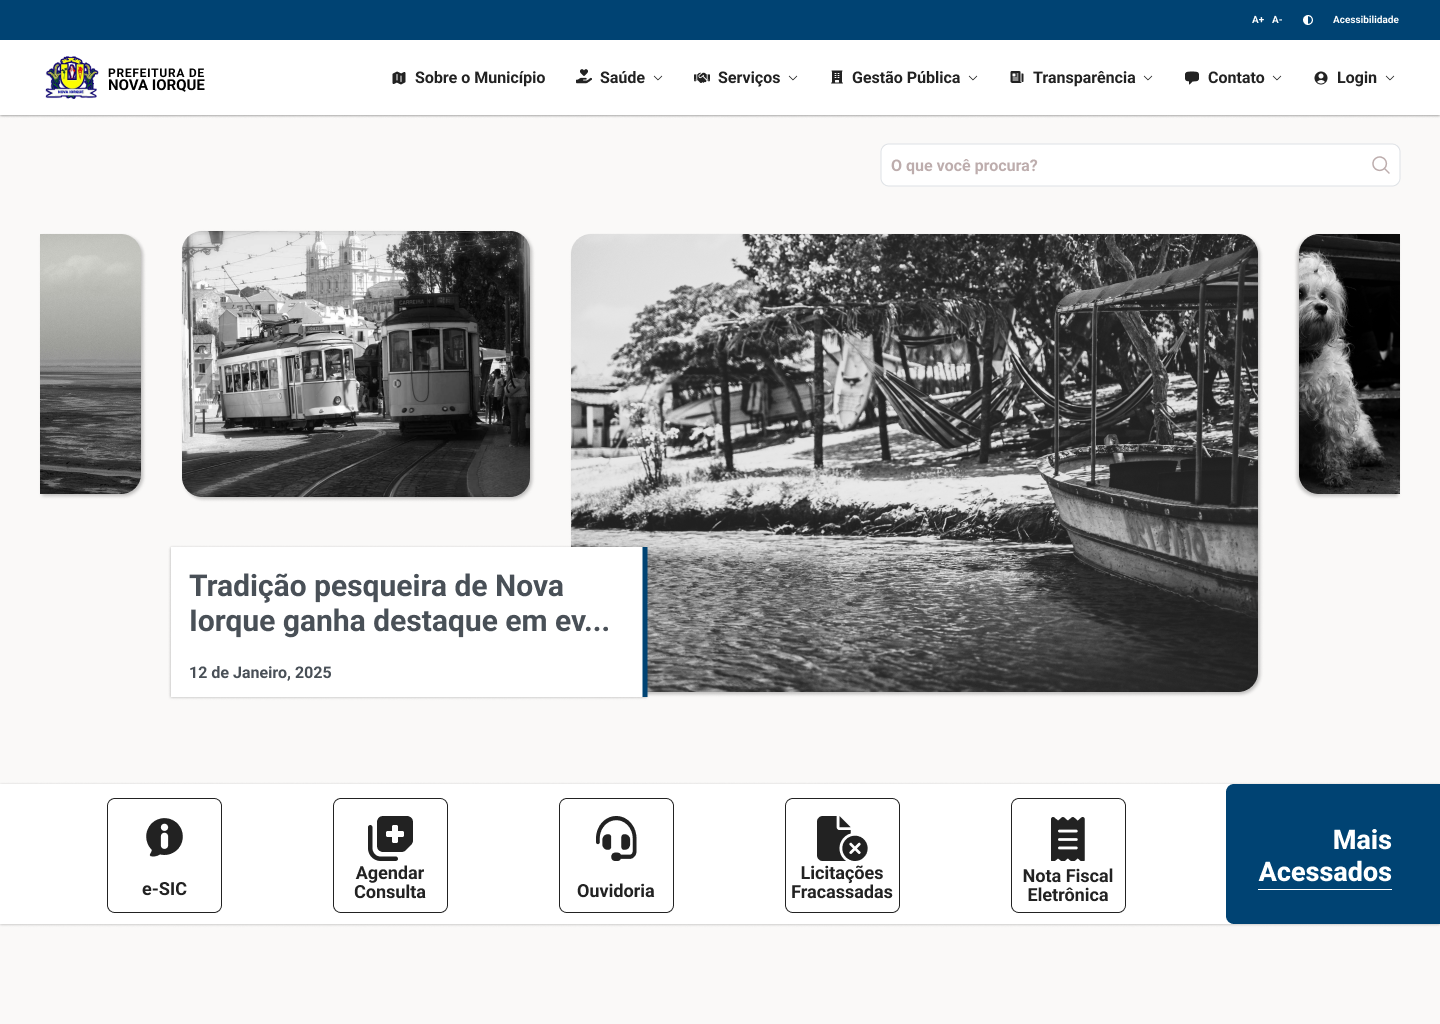 A+ A- Acessibilidade
PREFEITURA DE
NOVA IORQUE
Sobre o Município Saúde Serviços Gestão Pública Transparência Contato Login
O que você procura?
Tradição pesqueira de Nova
Iorque ganha destaque em ev...
12 de Janeiro, 2025
e-SIC
Agendar
Consulta
Ouvidoria
Licitações
Fracassadas
Nota Fiscal
Eletrônica
Mais
Acessados